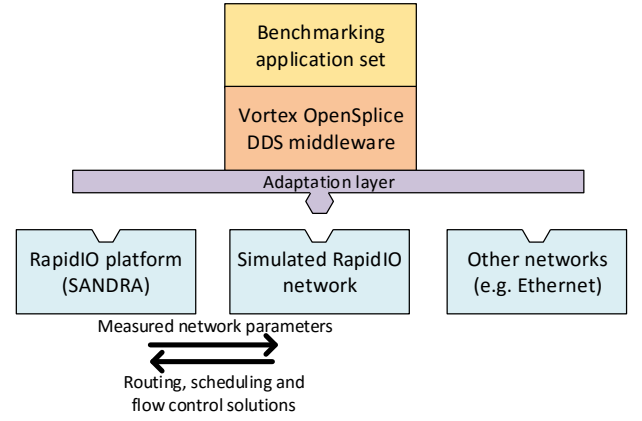 Benchmarking
application set
Vortex OpenSplice
DDS middleware
Adaptation layer
RapidIO platform
(SANDRA)
Simulated RapidIO
network
Other networks
(e.g. Ethernet)
Measured network parameters
Routing, scheduling and
flow control solutions